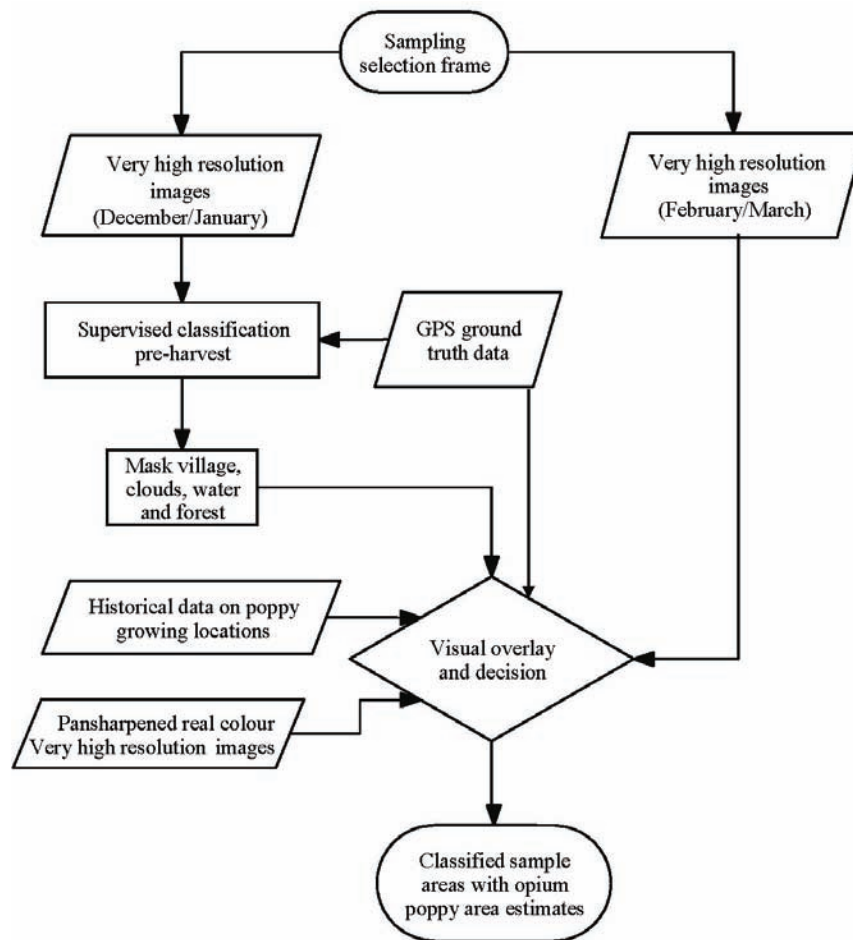 Sampling
selection frame
Very high resolution
images
(December/January)
Very high resolution
images
(February/March)
Supervised classification
pre-harvest
GPS ground
truth data
Mask village,
clouds, water
and forest
Historical data on poppy
growing locations
Visual overlay
and decision
Pansharpened real colour
Very high resolution images
Classified sample
areas with opium
poppy area estimates